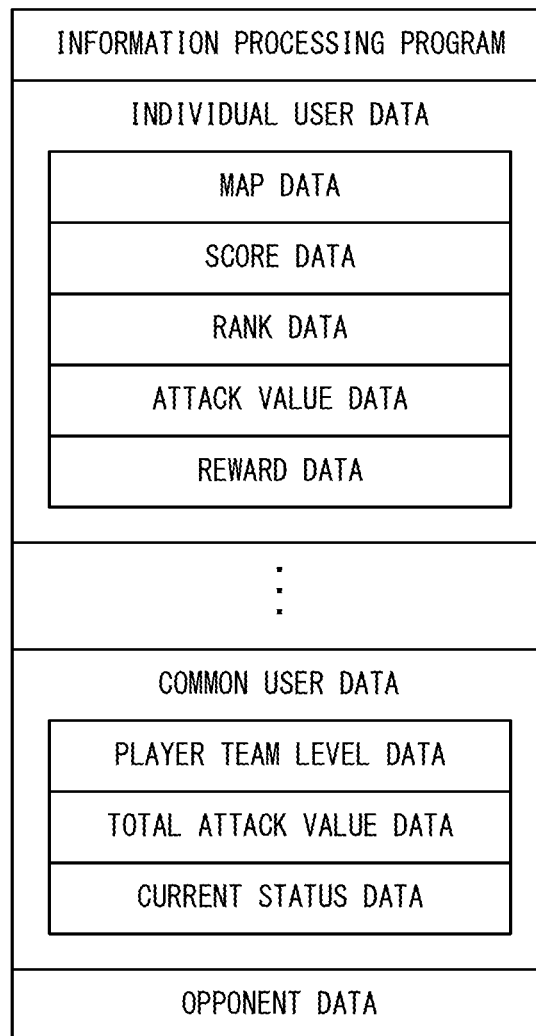 INFORMATION PROCESSING PROGRAM
INDIVIDUAL USER DATA
MAP DATA
SCORE DATA
RANK DATA
ATTACK VALUE DATA
REWARD DATA
COMMON USER DATA
PLAYER TEAM LEVEL DATA
TOTAL ATTACK VALUE DATA
CURRENT STATUS DATA
OPPONENT DATA